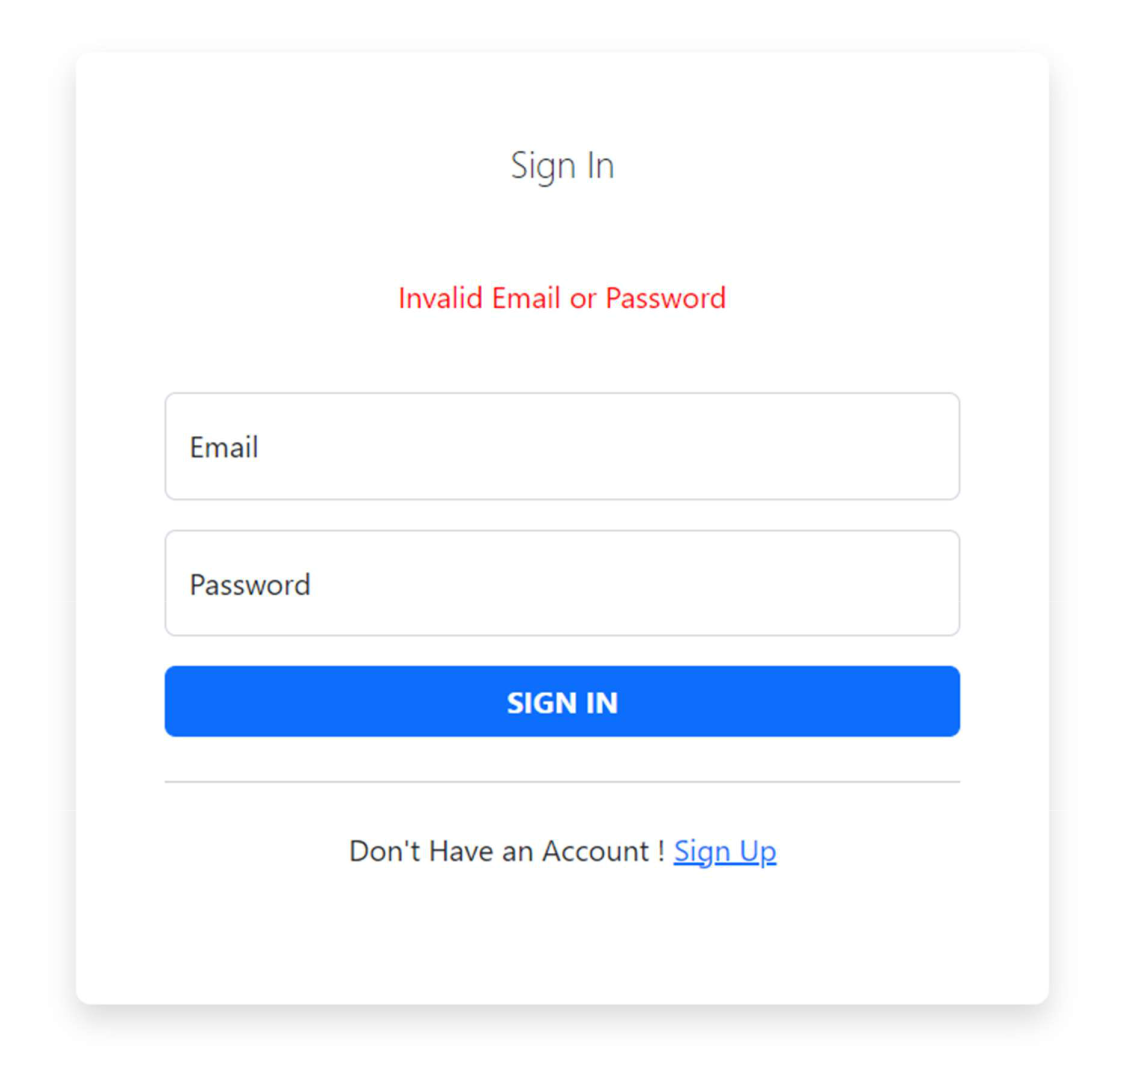 Sign In
Invalid Email or Password
Email
Password
SIGN IN
Don't Have an Account ! Sign Up